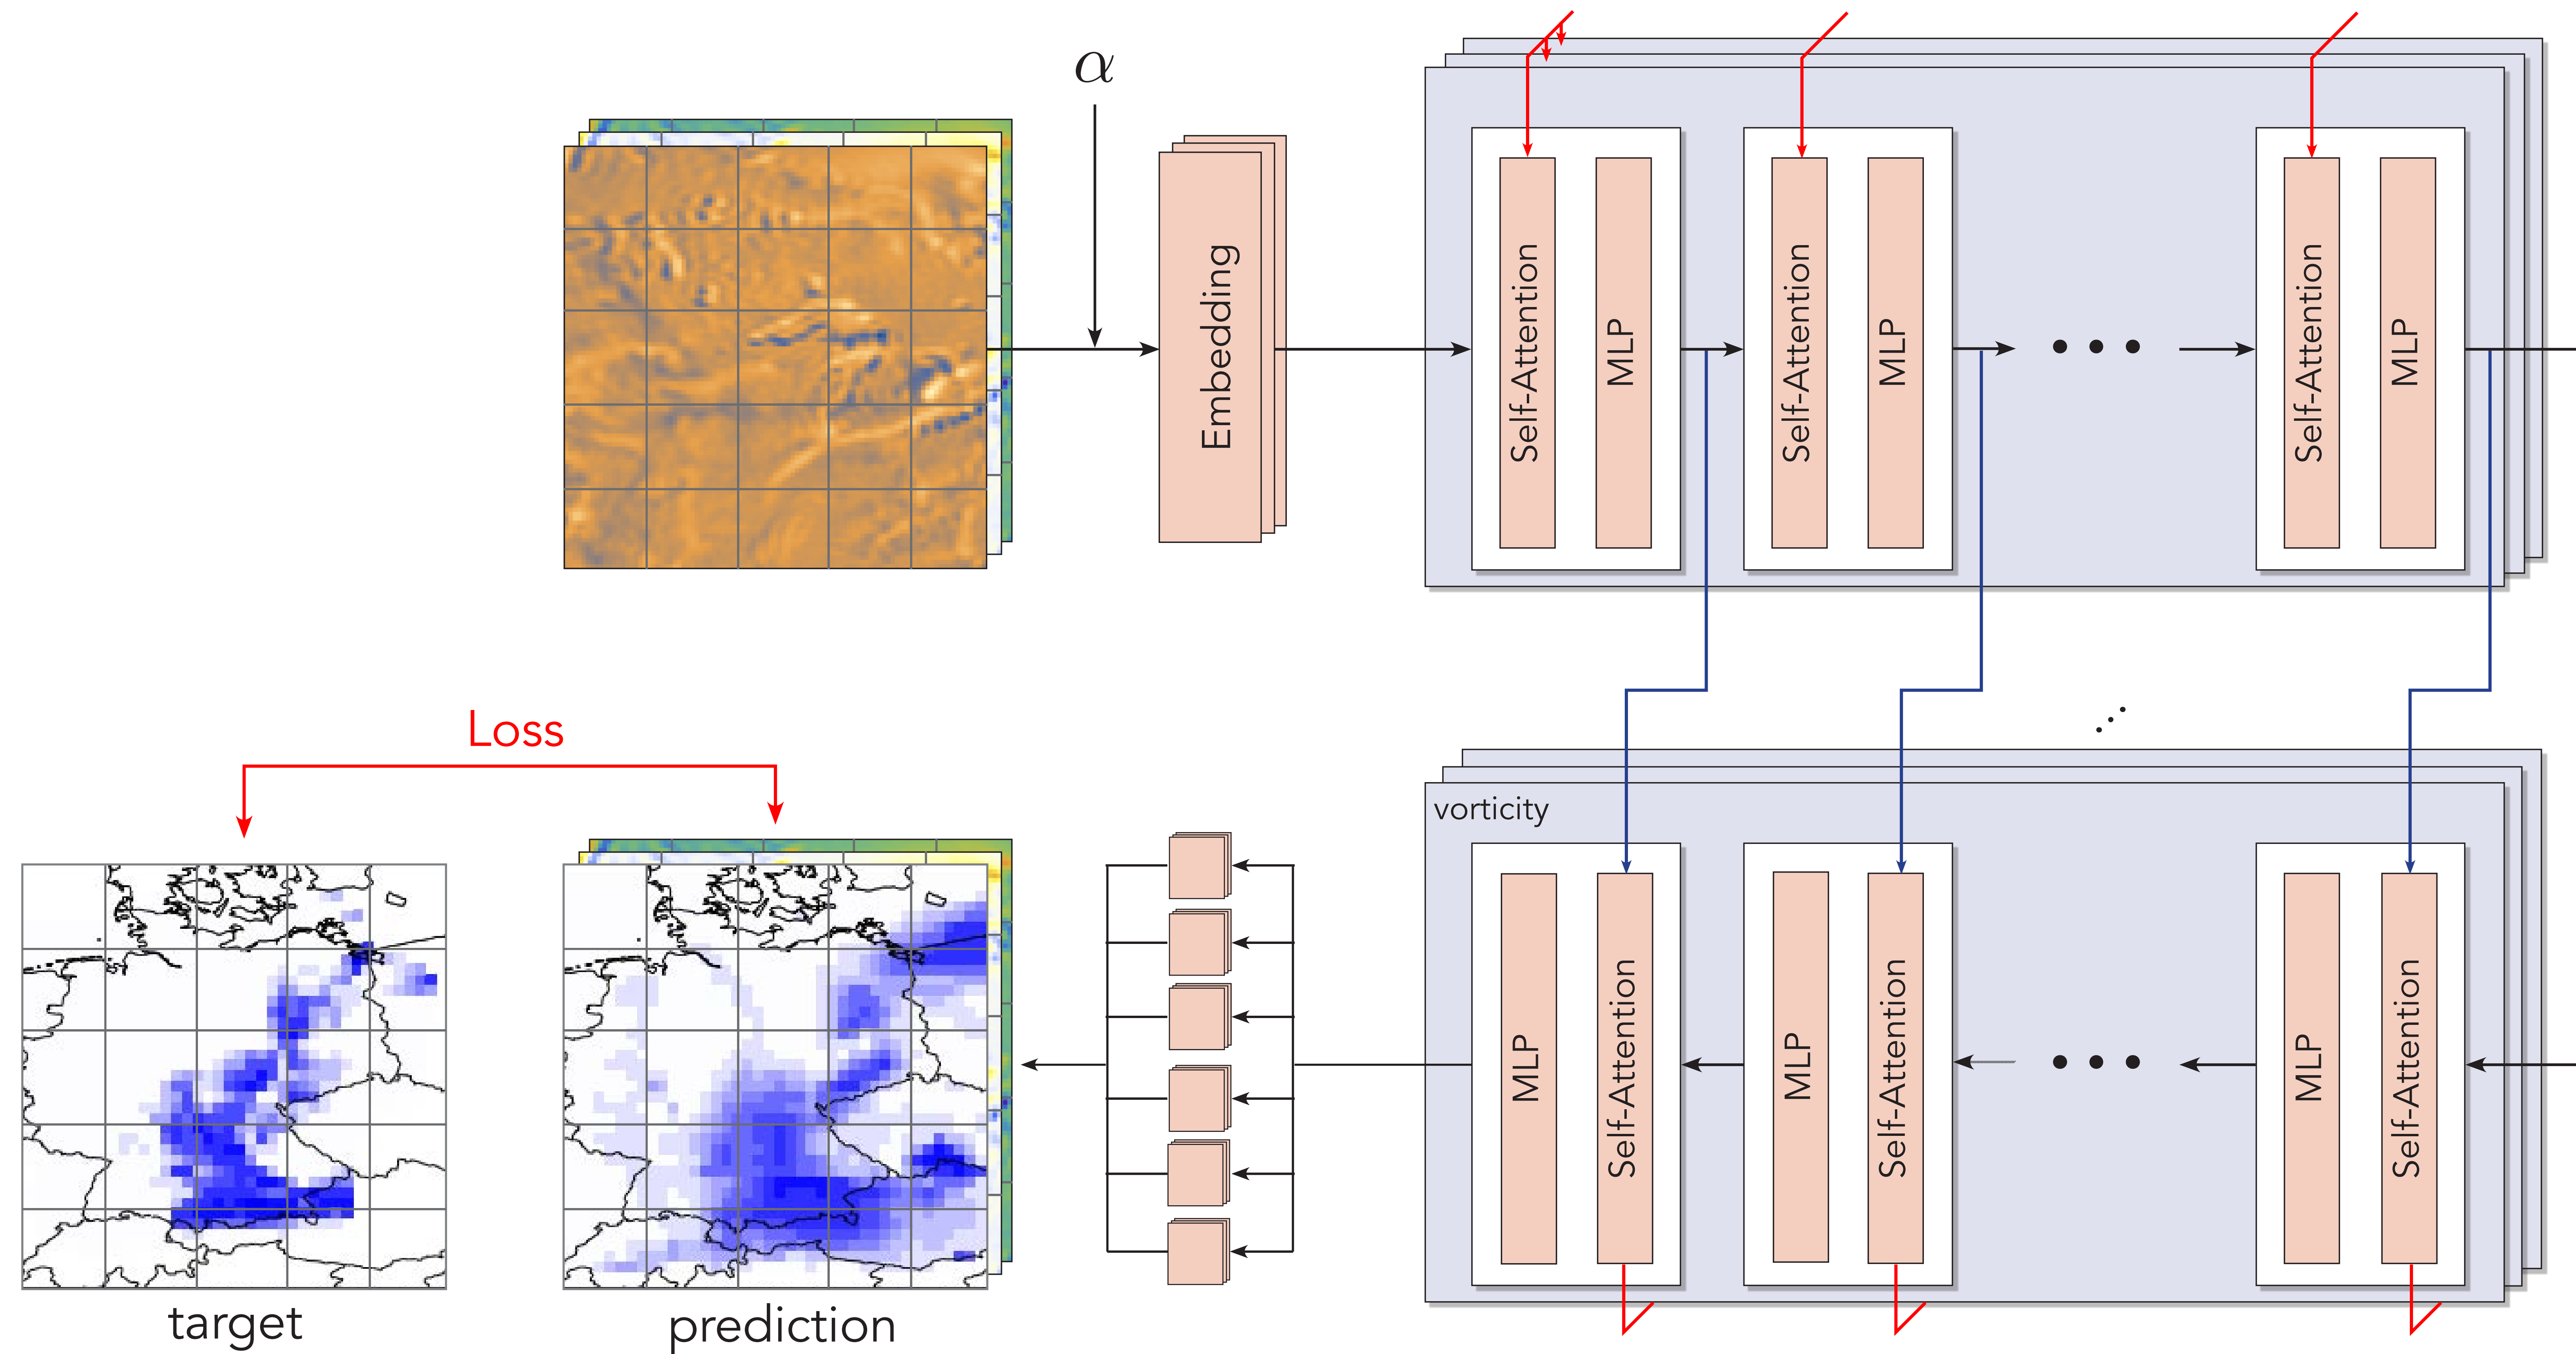 α
Embedding
Self-Attention
MLP
Self-Attention
MLP
Self-Attention
MLP
Loss
vorticity
MLP
Self-Attention
MLP
Self-Attention
MLP
Self-Attention
target
prediction